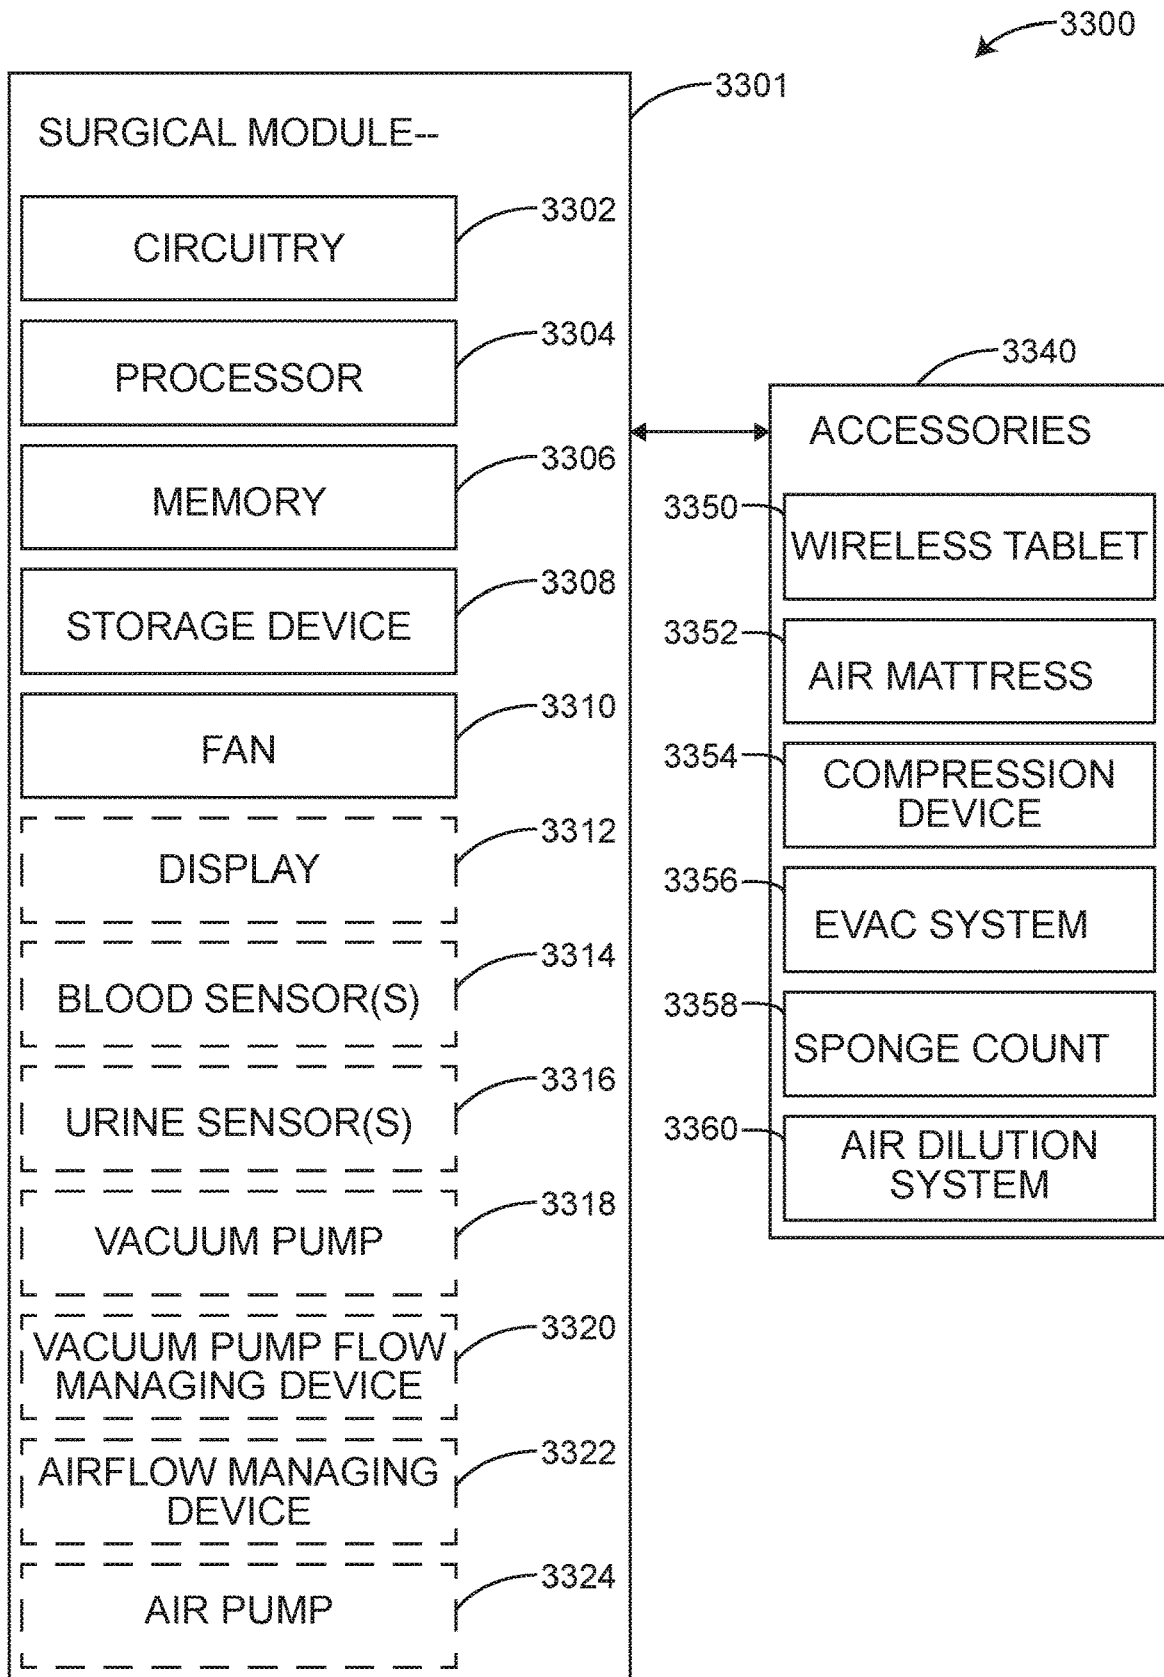 3300
3301
SURGICAL MODULE--
3302
CIRCUITRY
3304
PROCESSOR
3306
MEMORY
3308
STORAGE DEVICE
3310
FAN
3312
DISPLAY
3314
BLOOD SENSOR(S)
3316
URINE SENSOR(S)
3318
VACUUM PUMP
3320
VACUUM PUMP FLOW
MANAGING DEVICE
3322
AIRFLOW MANAGING
DEVICE
3324
AIR PUMP
3340
ACCESSORIES
3350
WIRELESS TABLET
3352
AIR MATTRESS
3354
COMPRESSION
DEVICE
3356
EVAC SYSTEM
3358
SPONGE COUNT
3360
AIR DILUTION
SYSTEM